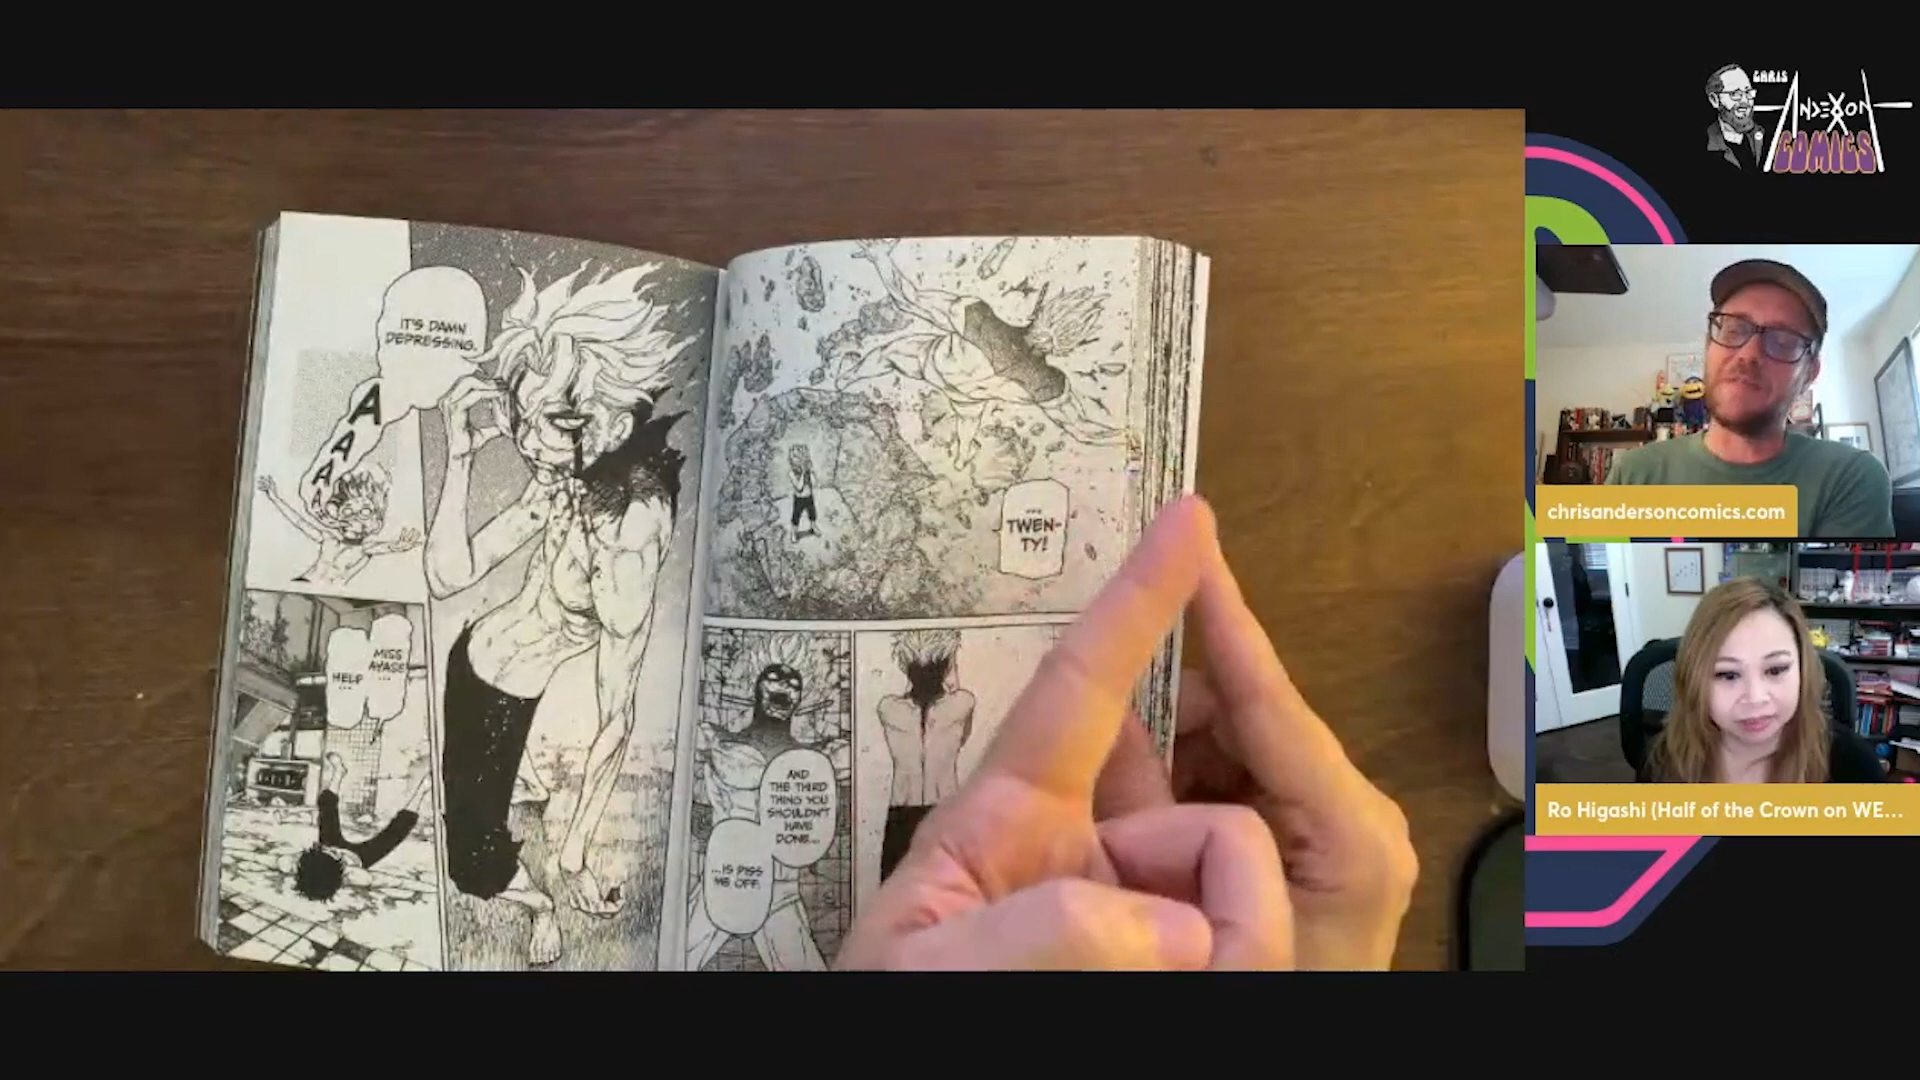 IT'S DAMN
DEPRESSING.
AAAA
MISS
AYASE
...
HELP
...
...
TWEN-
TY!
AND
THE THIRD
THING YOU
SHOULDN'T
HAVE
DONE...
...IS PISS
ME OFF.
CHRIS
ANDERSON
COMICS
chrisandersoncomics.com
Ro Higashi (Half of the Crown on WE...